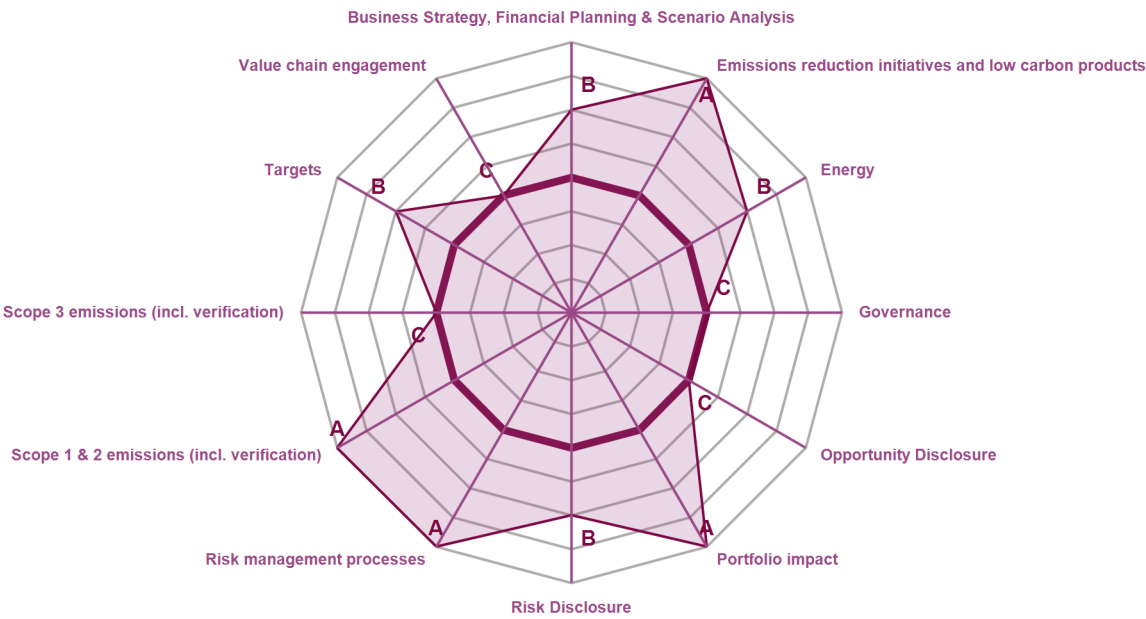 Business Strategy, Financial Planning & Scenario Analysis
Value chain engagement
Emissions reduction initiatives and low carbon products
B
A
Targets
C
Energy
B
B
Scope 3 emissions (incl. verification)
C
Governance
C
C
A
Scope 1 & 2 emissions (incl. verification)
Opportunity Disclosure
A
B
A
Risk management processes
Portfolio impact
Risk Disclosure